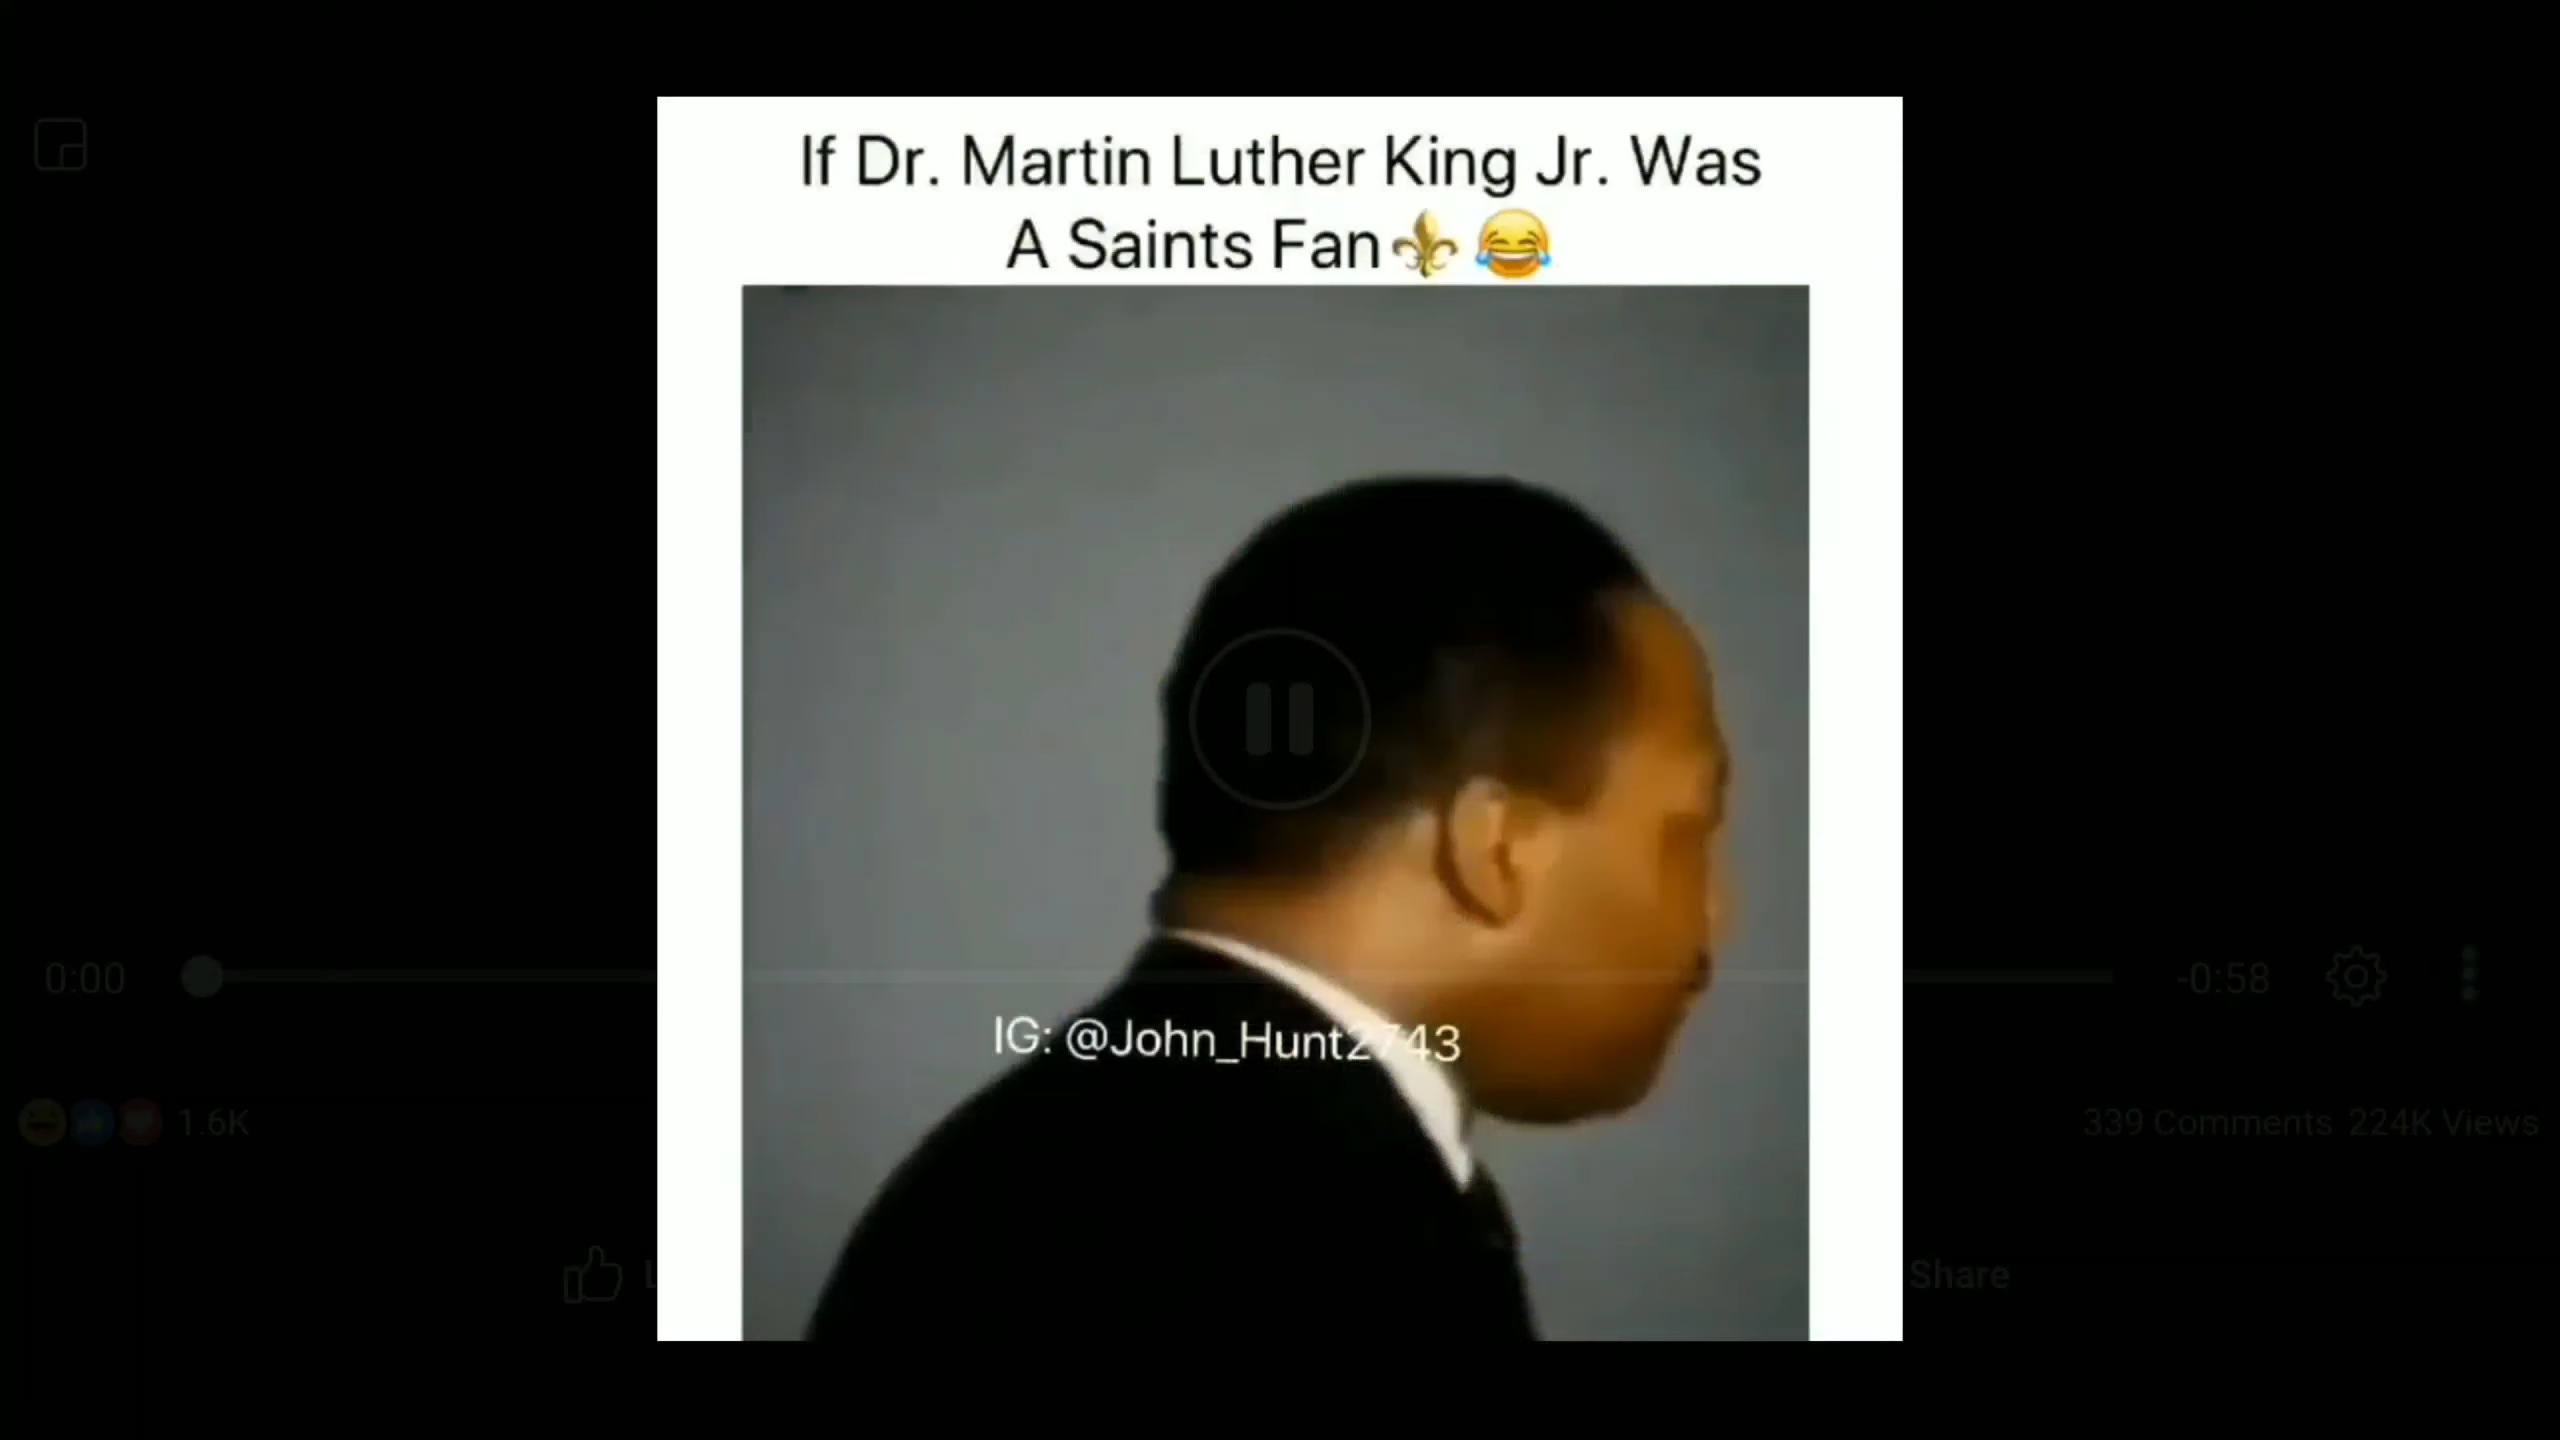 If Dr. Martin Luther King Jr. Was
A Saints Fan⚜️😂
IG: @John_Hunt2743
0:00
-0:58
1.6K
339 Comments 224K Views
L
Share